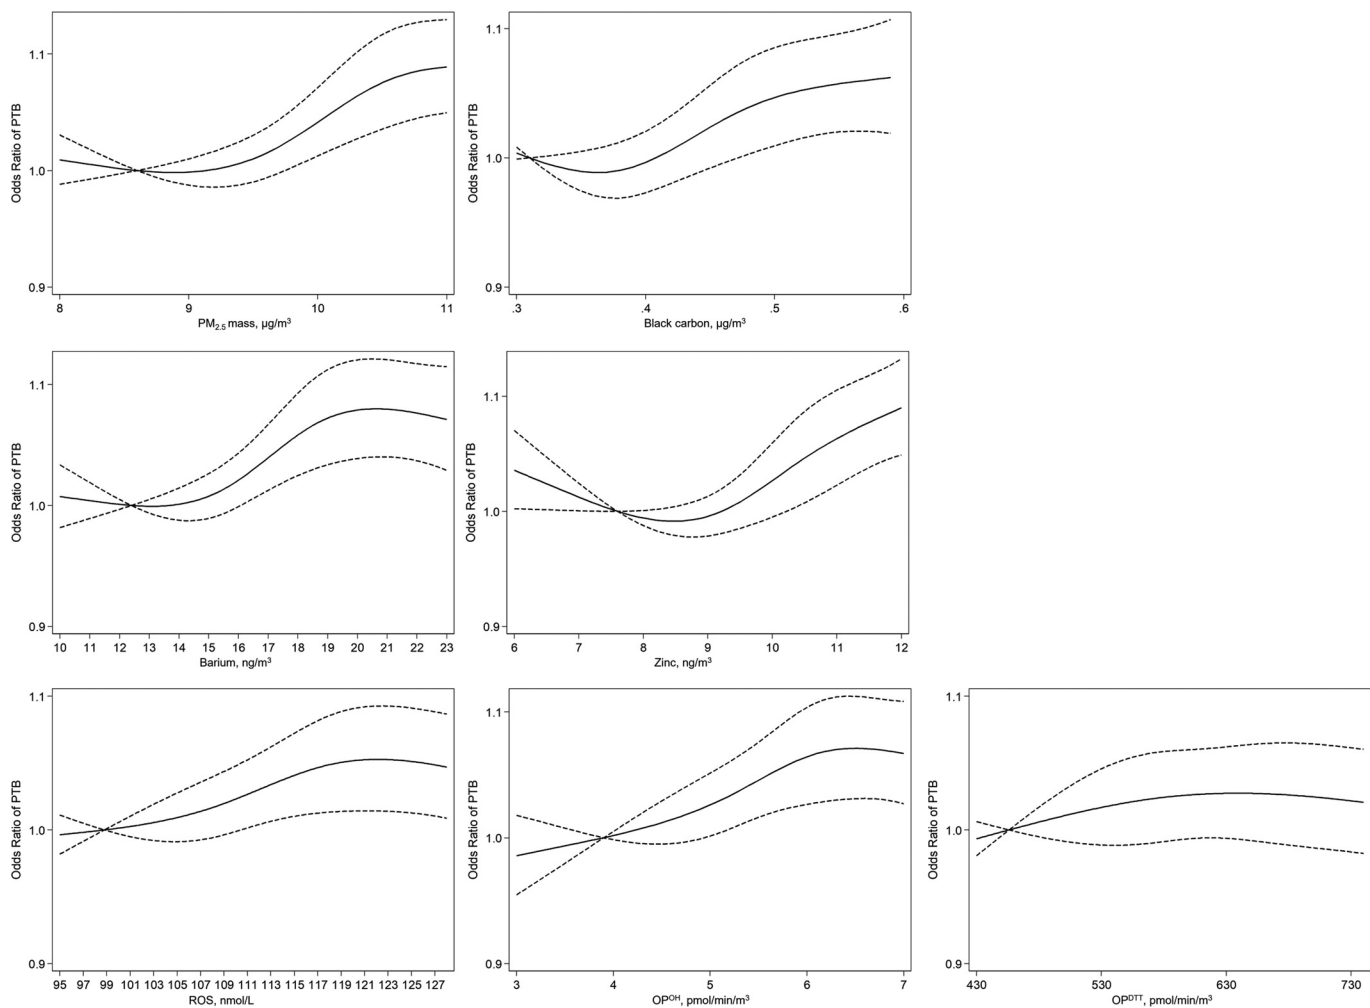 Odds Ratio of PTB
1.1
1.0
0.9
8 9 10 11
PM2.5 mass, µg/m³
Odds Ratio of PTB
1.1
1.0
0.9
.3 .4 .5 .6
Black carbon, µg/m³
Odds Ratio of PTB
1.1
1.0
0.9
10 11 12 13 14 15 16 17 18 19 20 21 22 23
Barium, ng/m³
Odds Ratio of PTB
1.1
1.0
0.9
6 7 8 9 10 11 12
Zinc, ng/m³
Odds Ratio of PTB
1.1
1.0
0.9
95 97 99 101 103 105 107 109 111 113 115 117 119 121 123 125 127
ROS, nmol/L
Odds Ratio of PTB
1.1
1.0
0.9
3 4 5 6 7
OPᴼᴴ, pmol/min/m³
Odds Ratio of PTB
1.1
1.0
0.9
430 530 630 730
OPᴰᵀᵀ, pmol/min/m³